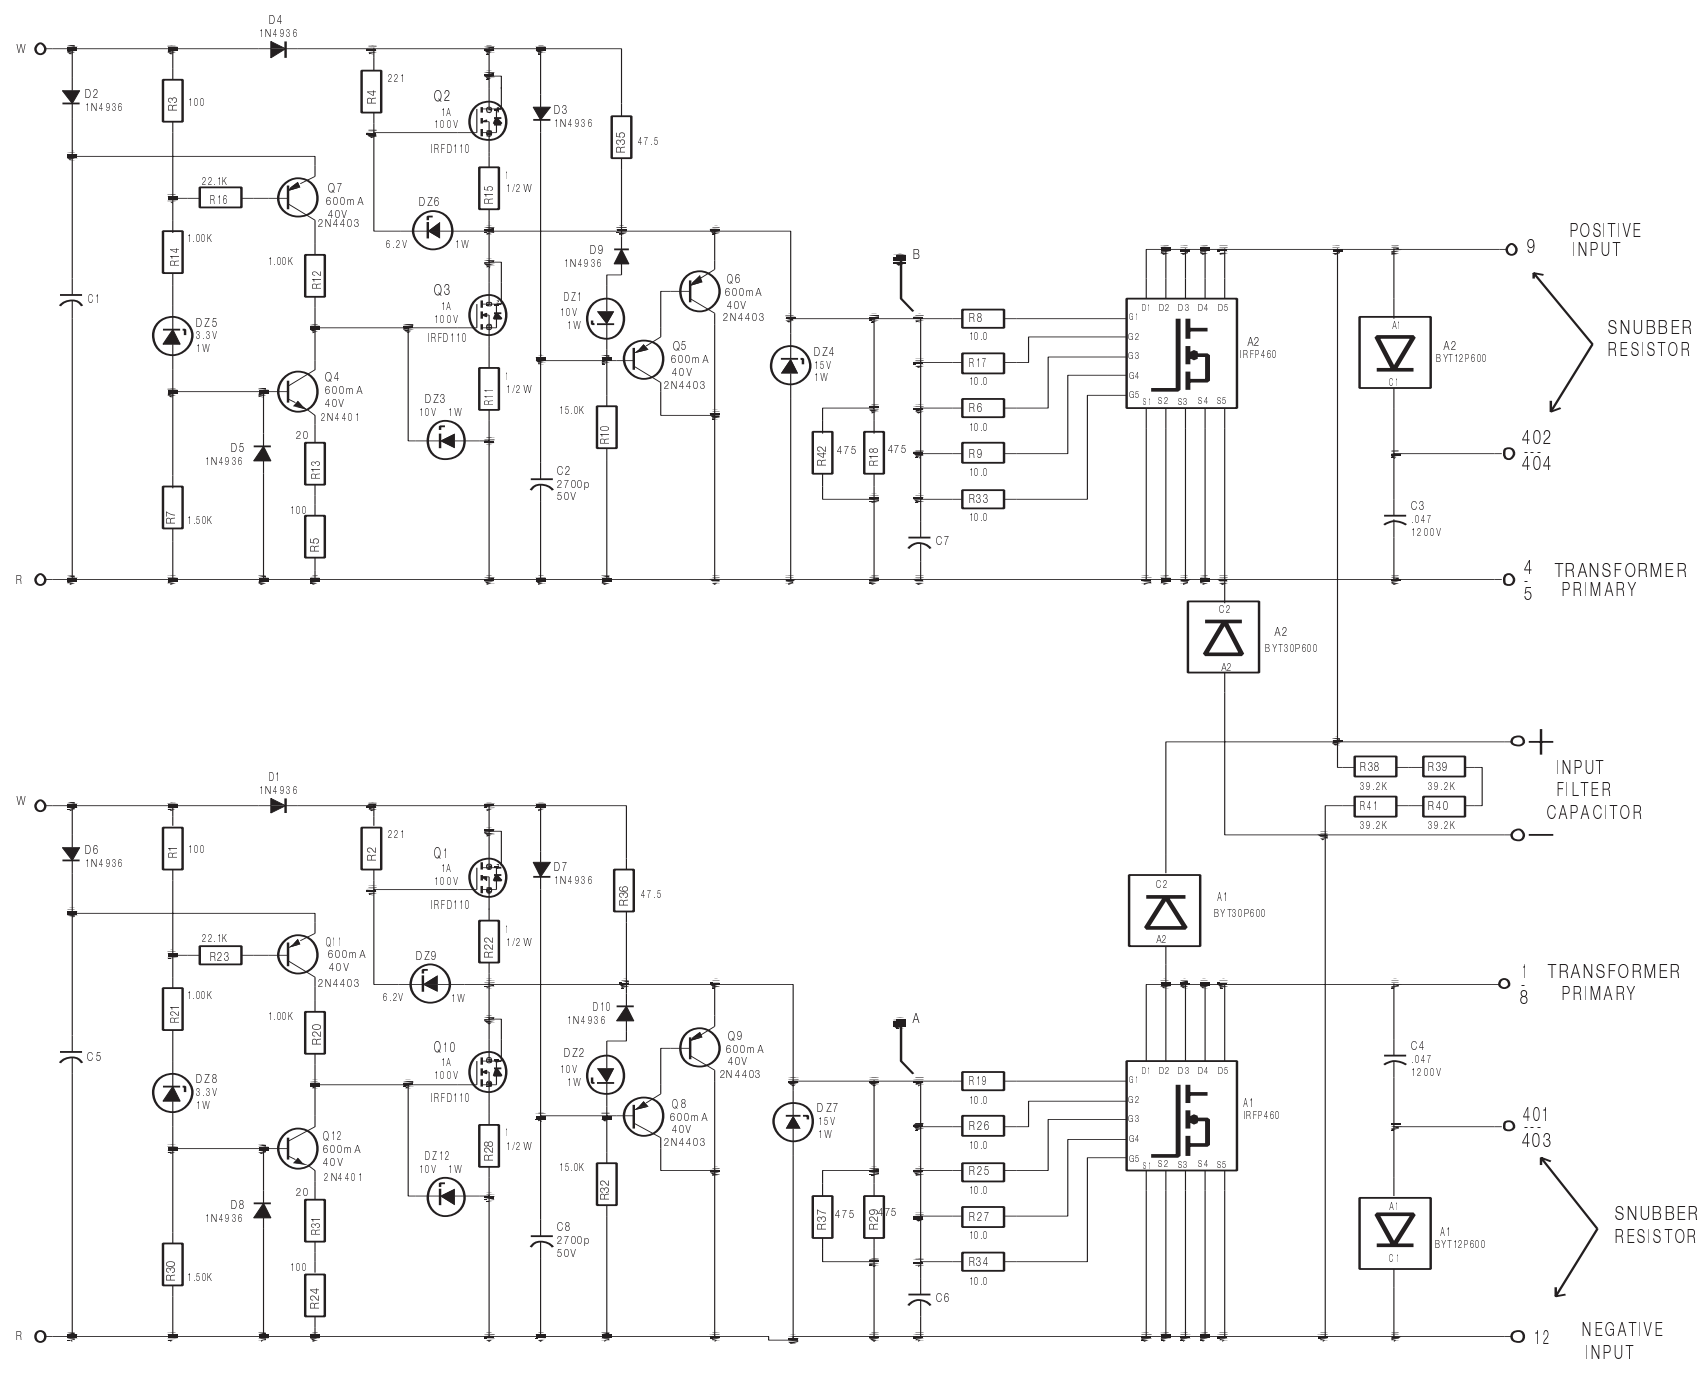 D4
1N4936
W
D2
1N4936
R3
100
R4
221
Q2
1A
100V
IRFD110
D3
1N4936
R35
47.5
22.1K
R16
Q7
600mA
40V
2N4403
R15
1
1/2W
DZ6
6.2V
1W
R14
1.00K
1.00K
R12
D9
1N4936
Q6
600mA
40V
2N4403
C1
Q3
1A
100V
IRFD110
DZ1
10V
1W
DZ5
3.3V
1W
Q5
600mA
40V
2N4403
DZ4
15V
1W
Q4
600mA
40V
2N4401
R11
1
1/2W
DZ3
10V 1W
15.0K
R10
D5
1N4936
20
R13
C2
2700p
50V
R7
1.50K
100
R5
R42
475
R18
475
C7
R
B
R8
10.0
R17
10.0
R6
10.0
R9
10.0
R33
10.0
D1 D2 D3 D4 D5
G1
G2
G3
G4
G5
S1 S2 S3 S4 S5
A2
IRFP460
A1
C1
A2
BYT12P600
C3
.047
1200V
9
POSITIVE
INPUT
SNUBBER
RESISTOR
402
---
404
4
-
5
TRANSFORMER
PRIMARY
C2
A2
A2
BYT30P600
+
R38
39.2K
R39
39.2K
R41
39.2K
R40
39.2K
INPUT
FILTER
CAPACITOR
—
D1
1N4936
W
D6
1N4936
R1
100
R2
221
Q1
1A
100V
IRFD110
D7
1N4936
R36
47.5
22.1K
R23
Q11
600mA
40V
2N4403
R22
1
1/2W
DZ9
6.2V
1W
R21
1.00K
1.00K
R20
D10
1N4936
Q9
600mA
40V
2N4403
C5
Q10
1A
100V
IRFD110
DZ2
10V
1W
DZ8
3.3V
1W
Q8
600mA
40V
2N4403
DZ7
15V
1W
Q12
600mA
40V
2N4401
R28
1
1/2W
DZ12
10V 1W
15.0K
R32
D8
1N4936
20
R31
C8
2700p
50V
R30
1.50K
100
R24
R37
475
R29
475
C6
R
A
R19
10.0
R26
10.0
R25
10.0
R27
10.0
R34
10.0
C2
A2
A1
BYT30P600
D1 D2 D3 D4 D5
G1
G2
G3
G4
G5
S1 S2 S3 S4 S5
A1
IRFP460
1
-
8
TRANSFORMER
PRIMARY
C4
.047
1200V
401
---
403
A1
C1
A1
BYT12P600
SNUBBER
RESISTOR
12
NEGATIVE
INPUT